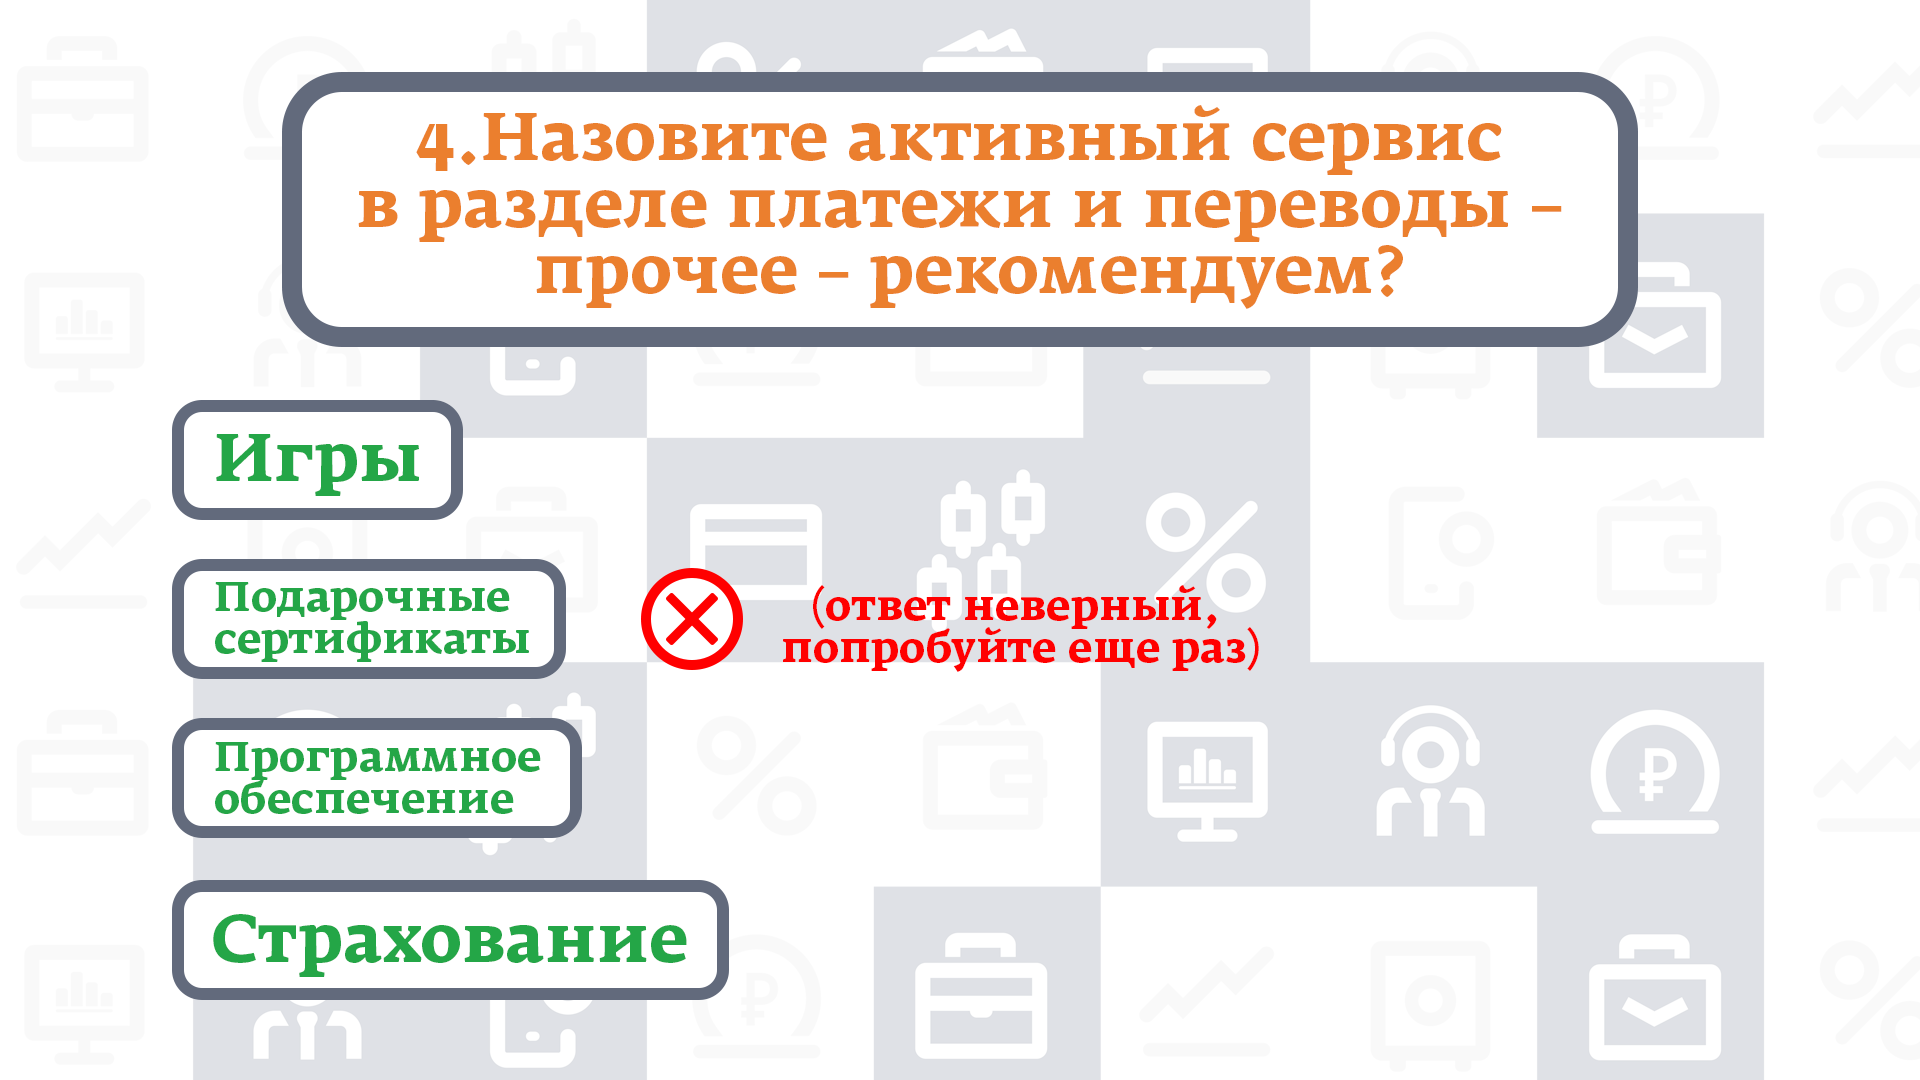 4.Назовите активный сервис
в разделе платежи и переводы –
прочее – рекомендуем?
Игры
Подарочные
сертификаты
(ответ неверный,
попробуйте еще раз)
Программное
обеспечение
Страхование